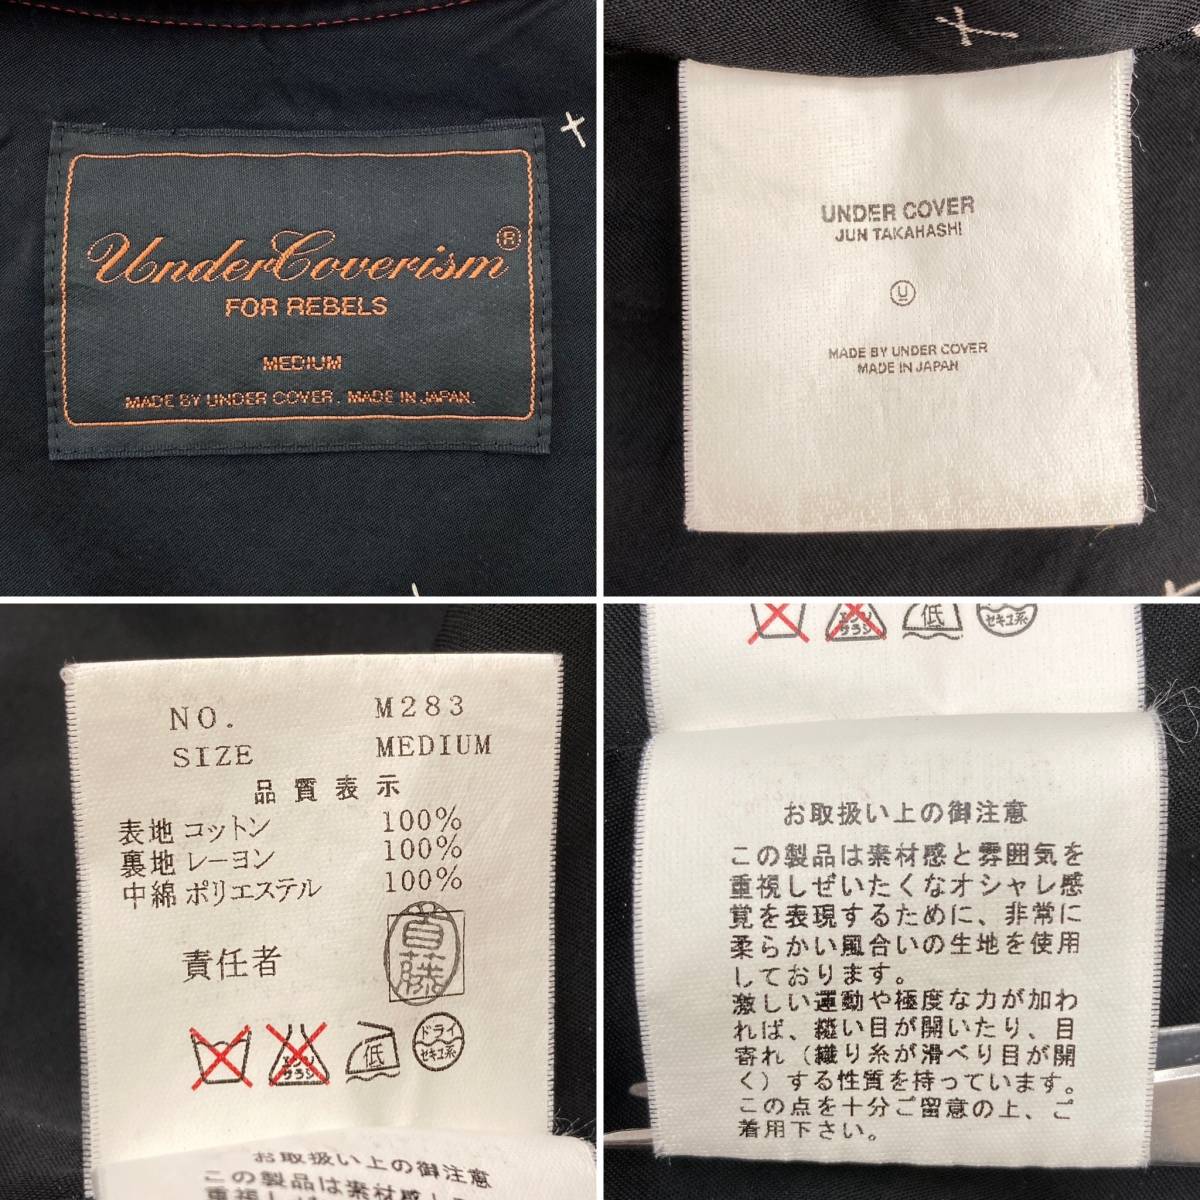 UnderCoverism®
FOR REBELS
MEDIUM
MADE BY UNDER COVER. MADE IN JAPAN.
UNDER COVER
JUN TAKAHASHI
U
MADE BY UNDER COVER
MADE IN JAPAN
NO. M283
SIZE MEDIUM
品質表示
表地 コットン 100%
裏地 レーヨン 100%
中綿 ポリエステル 100%
責任者
エンソ
サラシ
低
ドライ
セキユ系
お取扱い上の御注意
この製品は素材感と雰囲気を
エンソ
サラシ
低
セキユ系
お取扱い上の御注意
この製品は素材感と雰囲気を
重視しぜいたくなオシャレ感
覚を表現するために、非常に
柔らかい風合いの生地を使用
しております。
激しい運動や極度な力が加わ
れば、縫い目が開いたり、目
寄れ（織り糸が滑べり目が開
く）する性質を持っています。
この点を十分ご留意の上、ご
着用下さい。